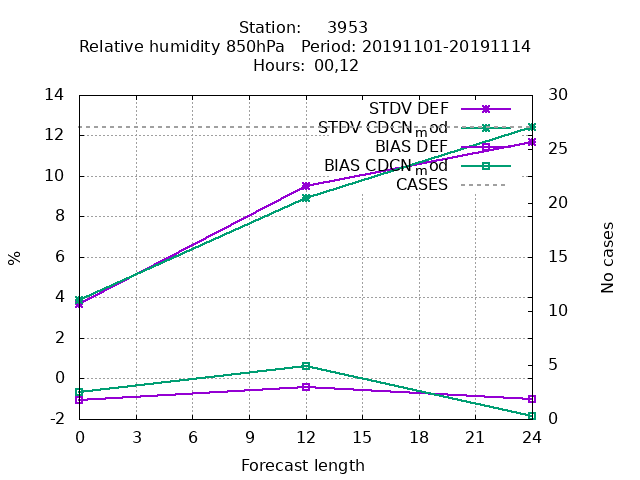 Station: 3953
Relative humidity 850hPa Period: 20191101-20191114
Hours: 00,12
14
12
10
8
6
4
2
0
-2
30
25
20
15
10
5
0
0 3 6 9 12 15 18 21 24
STDV DEF
STDV CDCNmod
BIAS DEF
BIAS CDCNmod
CASES
%
No cases
Forecast length